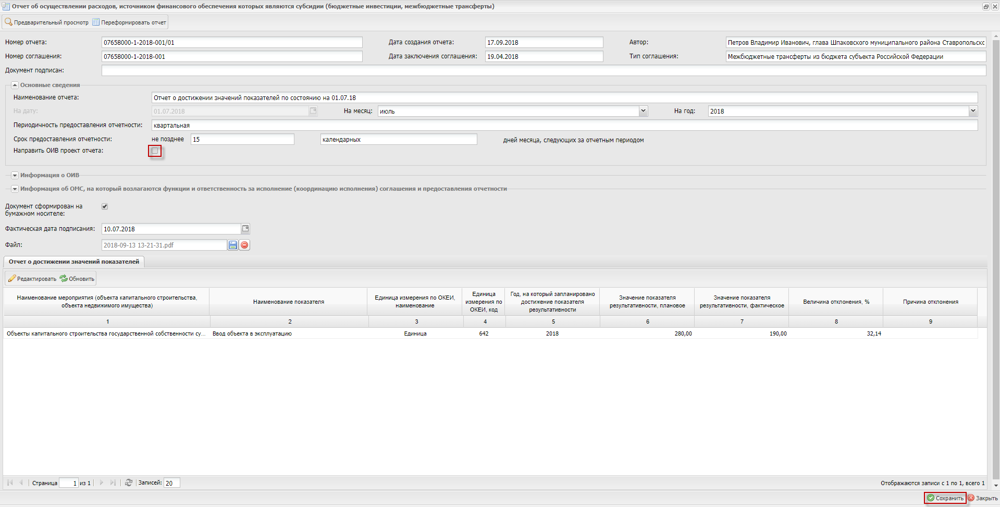 Отчет об осуществлении расходов, источником финансового обеспечения которых являются субсидии (бюджетные инвестиции, межбюджетные трансферты)
Предварительный просмотр Переформировать отчет
Номер отчета: 07658000-1-2018-001/01 Дата создания отчета: 17.09.2018 Автор: Петров Владимир Иванович, глава Шпаковского муниципального района Ставропольско
Номер соглашения: 07658000-1-2018-001 Дата заключения соглашения: 19.04.2018 Тип соглашения: Межбюджетные трансферты из бюджета субъекта Российской Федерации
Документ подписан:
Основные сведения
Наименование отчета: Отчет о достижении значений показателей по состоянию на 01.07.18
На дату: 01.07.2018 На месяц: июль На год: 2018
Периодичность предоставления отчетности: квартальная
Срок предоставления отчетности: не позднее 15 календарных дней месяца, следующих за отчетным периодом
Направить ОИВ проект отчета:
Информация о ОИВ
Информация об ОМС, на который возлагаются функции и ответственность за исполнение (координацию исполнения) соглашения и предоставления отчетности
Документ сформирован на
бумажном носителе:
Фактическая дата подписания: 10.07.2018
Файл: 2018-09-13 13-21-31.pdf
Отчет о достижении значений показателей
Редактировать Обновить
Наименование мероприятия (объекта капитального строительства,
объекта недвижимого имущества)
Наименование показателя
Единица измерения по ОКЕИ,
наименование
Единица
измерения по
ОКЕИ, код
Год, на который запланировано
достижение показателя
результативности
Значение показателя
результативности, плановое
Значение показателя
результативности, фактическое
Величина отклонения, %
Причина отклонения
1 2 3 4 5 6 7 8 9
Объекты капитального строительства государственной собственности су... Ввод объекта в эксплуатацию Единица 642 2018 280,00 190,00 32,14
Страница 1 из 1 Записей: 20 Отображаются записи с 1 по 1, всего 1
Сохранить Закрыть